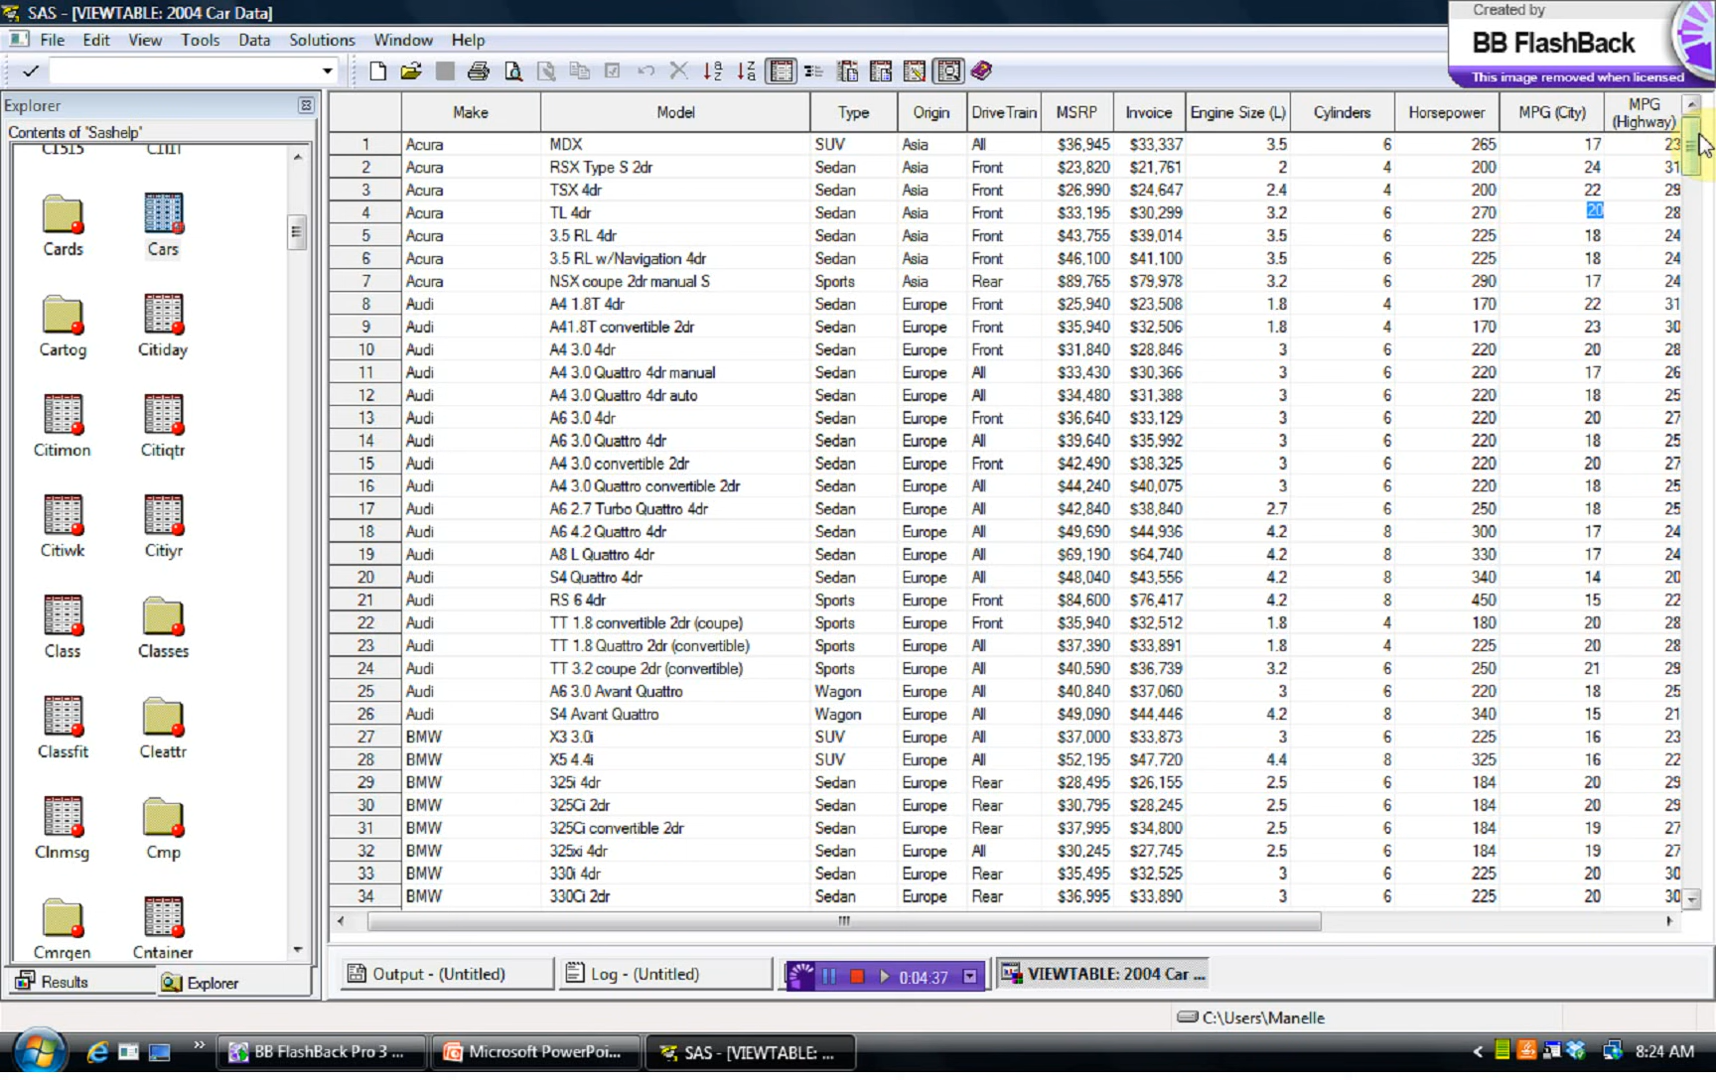 SAS - [VIEWTABLE: 2004 Car Data]
Created by
BB FlashBack
This image removed when licensed
File Edit View Tools Data Solutions Window Help
Explorer
Contents of 'Sashelp'
Cards Cars
Cartog Citiday
Citimon Citiqtr
Citiwk Citiyr
Class Classes
Classfit Cleattr
Clnmsg Cmp
Cmrgen Cntainer
Results Explorer
Make Model Type Origin DriveTrain MSRP Invoice Engine Size (L) Cylinders Horsepower MPG (City) MPG (Highway)
1 Acura MDX SUV Asia All $36,945 $33,337 3.5 6 265 17 23
2 Acura RSX Type S 2dr Sedan Asia Front $23,820 $21,761 2 4 200 24 31
3 Acura TSX 4dr Sedan Asia Front $26,990 $24,647 2.4 4 200 22 29
4 Acura TL 4dr Sedan Asia Front $33,195 $30,299 3.2 6 270 20 28
5 Acura 3.5 RL 4dr Sedan Asia Front $43,755 $39,014 3.5 6 225 18 24
6 Acura 3.5 RL w/Navigation 4dr Sedan Asia Front $46,100 $41,100 3.5 6 225 18 24
7 Acura NSX coupe 2dr manual S Sports Asia Rear $89,765 $79,978 3.2 6 290 17 24
8 Audi A4 1.8T 4dr Sedan Europe Front $25,940 $23,508 1.8 4 170 22 31
9 Audi A41.8T convertible 2dr Sedan Europe Front $35,940 $32,506 1.8 4 170 23 30
10 Audi A4 3.0 4dr Sedan Europe Front $31,840 $28,846 3 6 220 20 28
11 Audi A4 3.0 Quattro 4dr manual Sedan Europe All $33,430 $30,366 3 6 220 17 26
12 Audi A4 3.0 Quattro 4dr auto Sedan Europe All $34,480 $31,388 3 6 220 18 25
13 Audi A6 3.0 4dr Sedan Europe Front $36,640 $33,129 3 6 220 20 27
14 Audi A6 3.0 Quattro 4dr Sedan Europe All $39,640 $35,992 3 6 220 18 25
15 Audi A4 3.0 convertible 2dr Sedan Europe Front $42,490 $38,325 3 6 220 20 27
16 Audi A4 3.0 Quattro convertible 2dr Sedan Europe All $44,240 $40,075 3 6 220 18 25
17 Audi A6 2.7 Turbo Quattro 4dr Sedan Europe All $42,840 $38,840 2.7 6 250 18 25
18 Audi A6 4.2 Quattro 4dr Sedan Europe All $49,690 $44,936 4.2 8 300 17 24
19 Audi A8 L Quattro 4dr Sedan Europe All $69,190 $64,740 4.2 8 330 17 24
20 Audi S4 Quattro 4dr Sedan Europe All $48,040 $43,556 4.2 8 340 14 20
21 Audi RS 6 4dr Sports Europe Front $84,600 $76,417 4.2 8 450 15 22
22 Audi TT 1.8 convertible 2dr (coupe) Sports Europe Front $35,940 $32,512 1.8 4 180 20 28
23 Audi TT 1.8 Quattro 2dr (convertible) Sports Europe All $37,390 $33,891 1.8 4 225 20 28
24 Audi TT 3.2 coupe 2dr (convertible) Sports Europe All $40,590 $36,739 3.2 6 250 21 29
25 Audi A6 3.0 Avant Quattro Wagon Europe All $40,840 $37,060 3 6 220 18 25
26 Audi S4 Avant Quattro Wagon Europe All $49,090 $44,446 4.2 8 340 15 21
27 BMW X3 3.0i SUV Europe All $37,000 $33,873 3 6 225 16 23
28 BMW X5 4.4i SUV Europe All $52,195 $47,720 4.4 8 325 16 22
29 BMW 325i 4dr Sedan Europe Rear $28,495 $26,155 2.5 6 184 20 29
30 BMW 325Ci 2dr Sedan Europe Rear $30,795 $28,245 2.5 6 184 20 29
31 BMW 325Ci convertible 2dr Sedan Europe Rear $37,995 $34,800 2.5 6 184 19 27
32 BMW 325xi 4dr Sedan Europe All $30,245 $27,745 2.5 6 184 19 27
33 BMW 330i 4dr Sedan Europe Rear $35,495 $32,525 3 6 225 20 30
34 BMW 330Ci 2dr Sedan Europe Rear $36,995 $33,890 3 6 225 20 30
Output - (Untitled) Log - (Untitled) 0:04:37 VIEWTABLE: 2004 Car ...
C:\Users\Manelle
BB FlashBack Pro 3 ... Microsoft PowerPoi... SAS - [VIEWTABLE: ... 8:24 AM